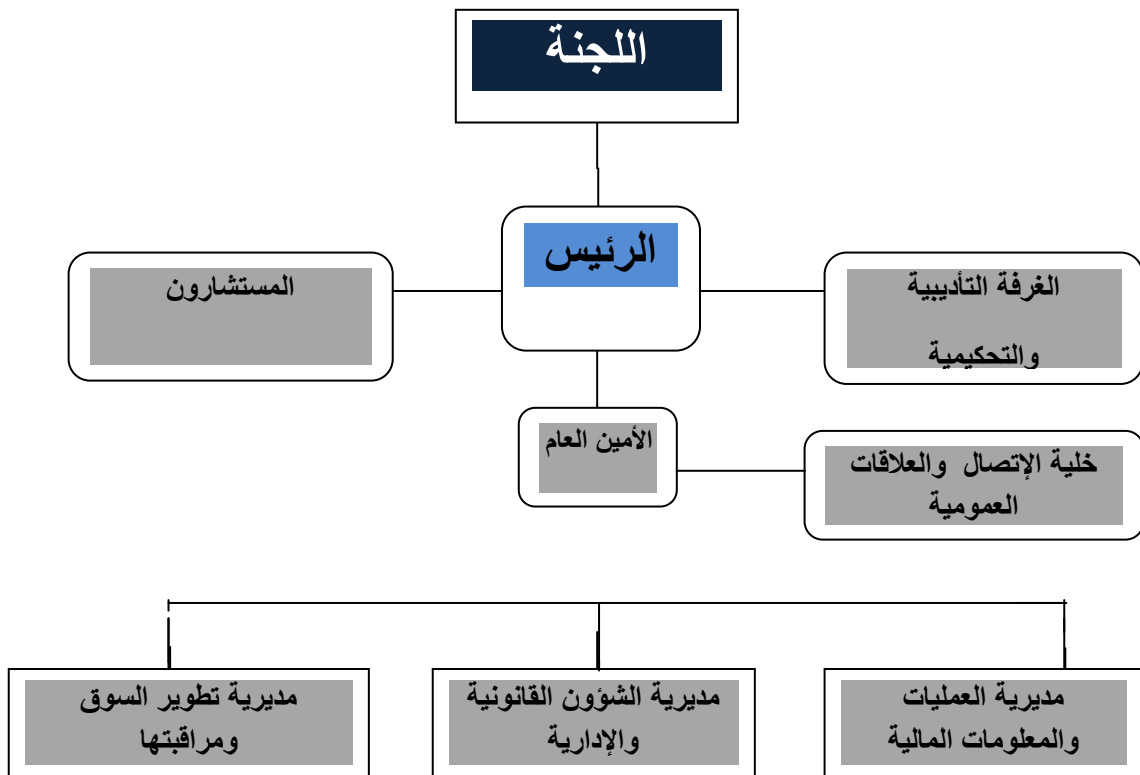 اللجنة
الرئيس
الغرفة التأديبية
والتحكيمية
المستشارون
الأمين العام
خلية الإتصال والعلاقات
العمومية
مديرية العمليات
والمعلومات المالية
مديرية الشؤون القانونية
والإدارية
مديرية تطوير السوق
ومراقبتها